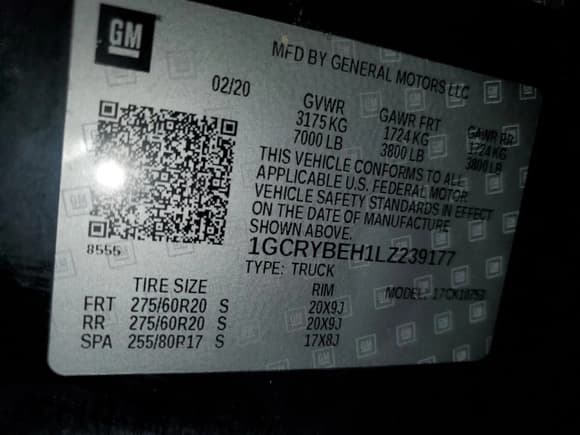 GM
MFD BY GENERAL MOTORS LLC
02/20
GVWR GAWR FRT GAWR RR
3175 KG 1724 KG 1724 KG
7000 LB 3800 LB 3800 LB
THIS VEHICLE CONFORMS TO ALL
APPLICABLE U.S. FEDERAL MOTOR
VEHICLE SAFETY STANDARDS IN EFFECT
ON THE DATE OF MANUFACTURE
SHOWN ABOVE.
8555
1GCRYBEH1LZ239177
TYPE: TRUCK
TIRE SIZE RIM MODEL:
FRT 275/60R20 S 20X9J
RR 275/60R20 S 20X9J
SPA 255/80R17 S 17X8J